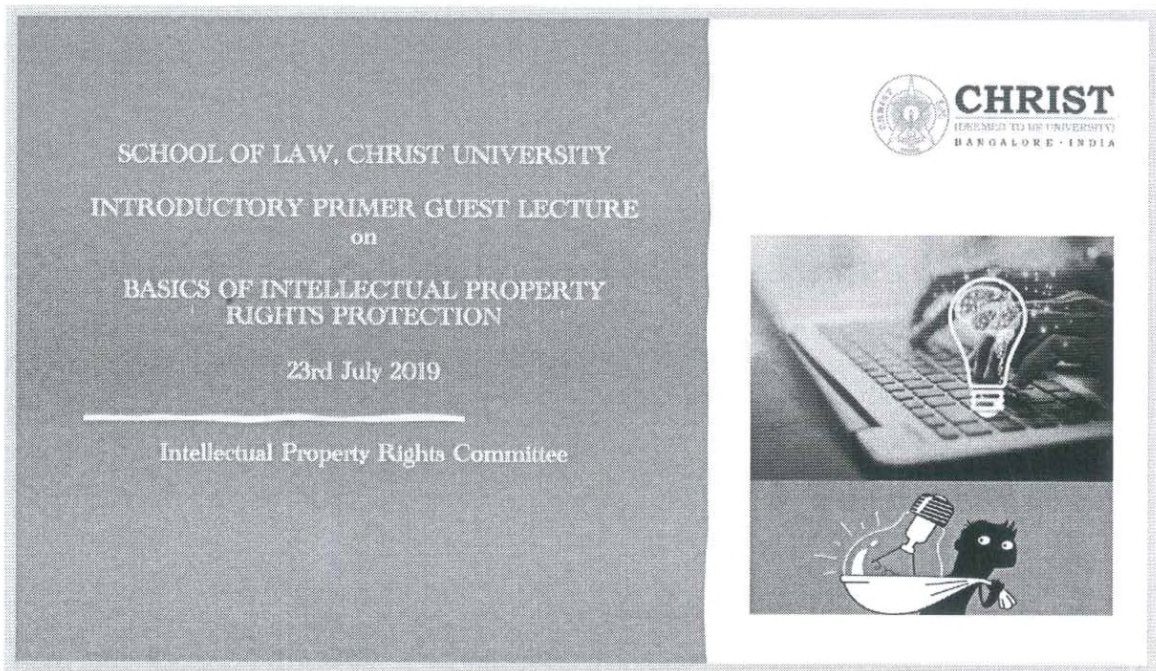 SCHOOL OF LAW, CHRIST UNIVERSITY
INTRODUCTORY PRIMER GUEST LECTURE
on
BASICS OF INTELLECTUAL PROPERTY
RIGHTS PROTECTION
23rd July 2019
Intellectual Property Rights Committee
CHRIST
CHRIST
(DEEMED TO BE UNIVERSITY)
BANGALORE · INDIA